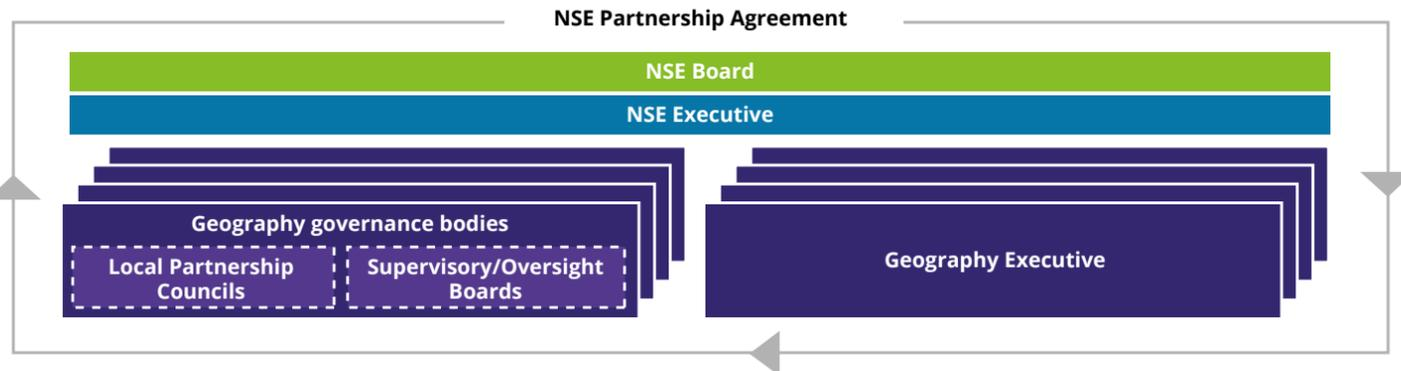 NSE Partnership Agreement
NSE Board
NSE Executive
Geography governance bodies
Local Partnership
Councils
Supervisory/Oversight
Boards
Geography Executive